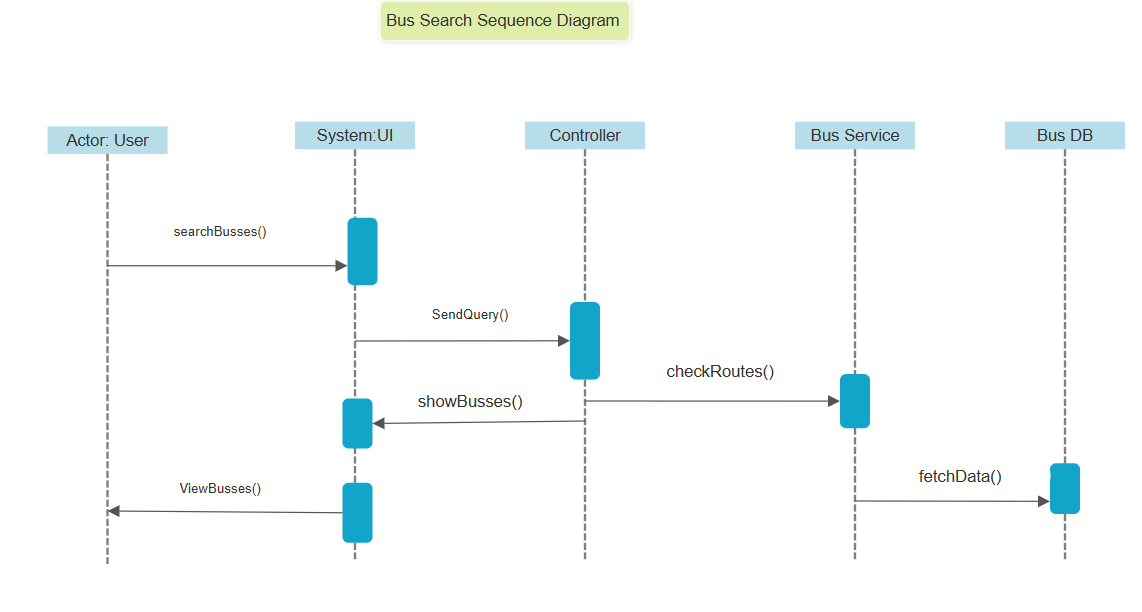 Bus Search Sequence Diagram
Actor: User
System:UI
Controller
Bus Service
Bus DB
searchBusses()
SendQuery()
checkRoutes()
showBusses()
fetchData()
ViewBusses()